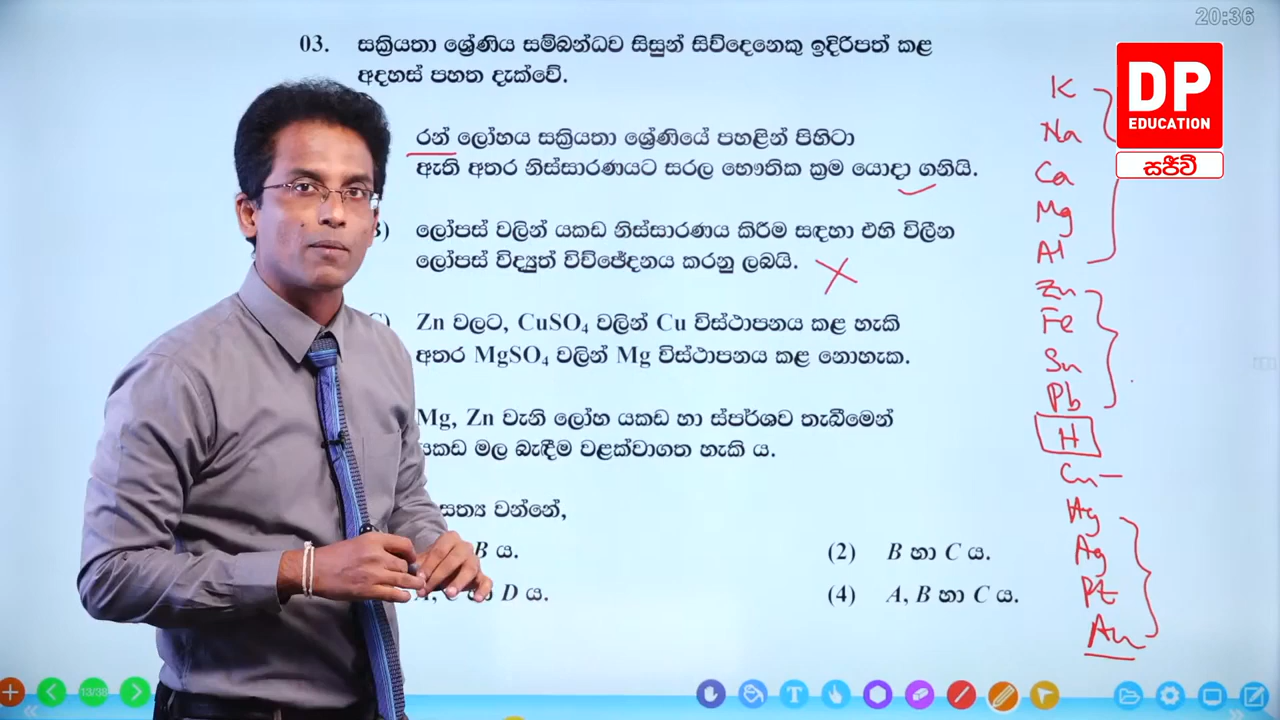 20:36
03. සක්‍රියතා ශ්‍රේණිය සම්බන්ධව සිසුන් සිව්දෙනෙකු ඉදිරිපත් කළ
අදහස් පහත දැක්වේ.
රන් ලෝහය සක්‍රියතා ශ්‍රේණියේ පහළින් පිහිටා
ඇති අතර නිස්සාරණයට සරල භෞතික ක්‍රම යොදා ගනියි.
) ලෝපස් වලින් යකඩ නිස්සාරණය කිරීම සඳහා එහි විලීන
ලෝපස් විද්‍යුත් විච්ඡේදනය කරනු ලබයි.
) Zn වලට, CuSO₄ වලින් Cu විස්ථාපනය කළ හැකි
අතර MgSO₄ වලින් Mg විස්ථාපනය කළ නොහැක.
Mg, Zn වැනි ලෝහ යකඩ හා ස්පර්ශව තැබීමෙන්
යකඩ මල බැඳීම වළක්වාගත හැකි ය.
සත්‍ය වන්නේ,
B ය.
(2) B හා C ය.
D ය.
(4) A, B හා C ය.
K
Na
Ca
Mg
Al
Zn
Fe
Sn
Pb
H
Cu
Hg
Ag
Pt
Au
DP
EDUCATION
සජීවී
13/38